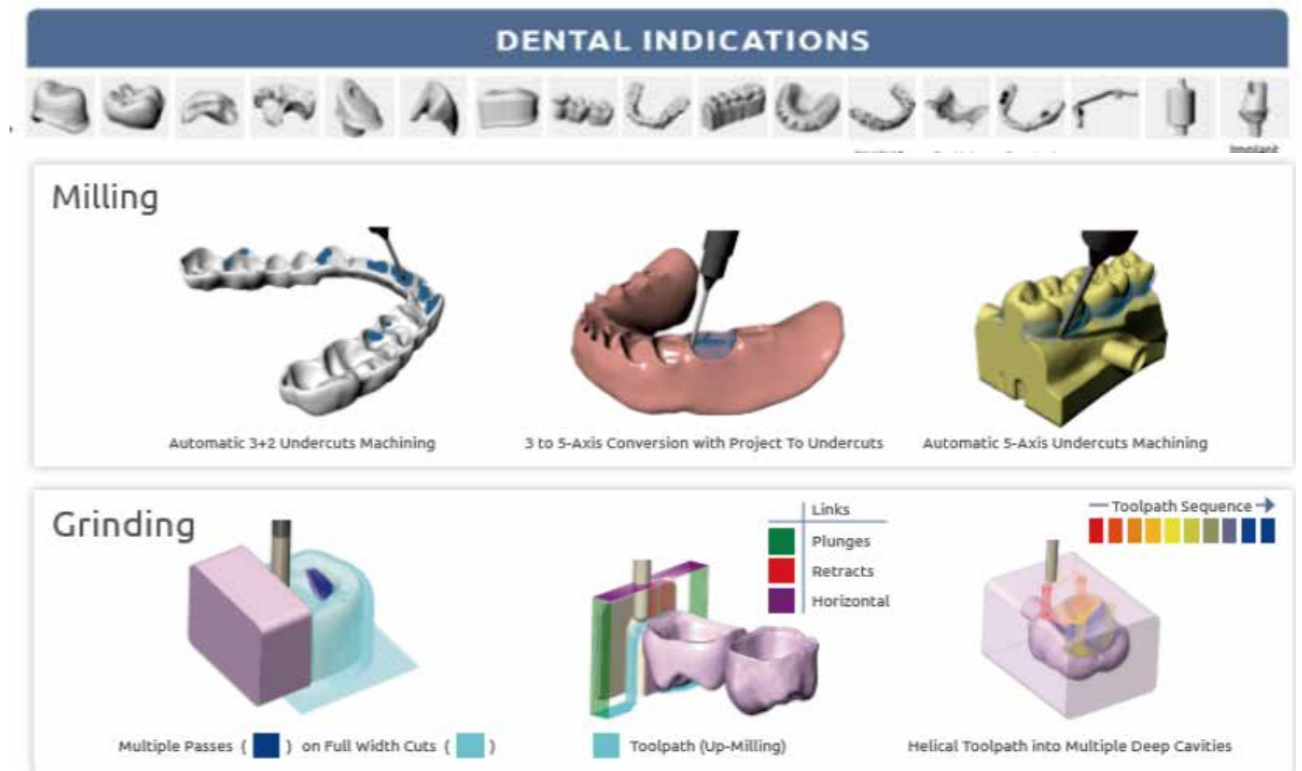 DENTAL INDICATIONS
Implant
Milling
Automatic 3+2 Undercuts Machining
3 to 5-Axis Conversion with Project To Undercuts
Automatic 5-Axis Undercuts Machining
Grinding
Links
Plunges
Retracts
Horizontal
Toolpath Sequence
Multiple Passes ( ) on Full Width Cuts ( )
Toolpath (Up-Milling)
Helical Toolpath into Multiple Deep Cavities